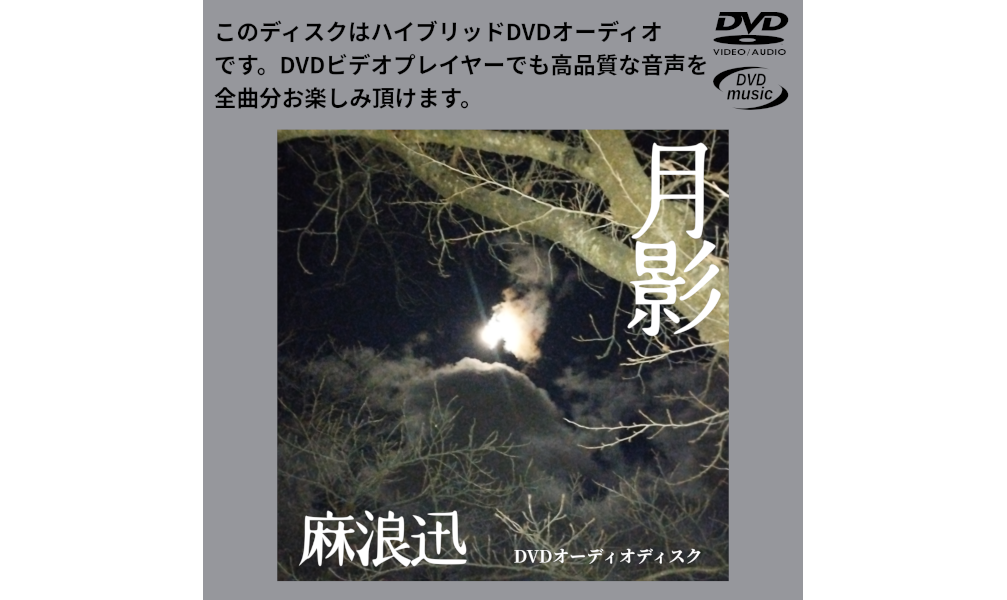 このディスクはハイブリッドDVDオーディオ
です。DVDビデオプレイヤーでも高品質な音声を
全曲分お楽しみ頂けます。
DVD
VIDEO/AUDIO
DVD
music
月影
麻浪迅
DVDオーディオディスク